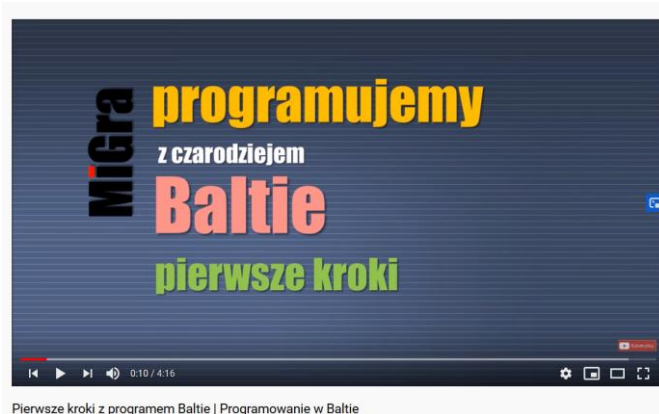 MiGra
programujemy
z czarodziejem
Baltie
pierwsze kroki
0:10 / 4:16
Pierwsze kroki z programem Baltie | Programowanie w Baltie